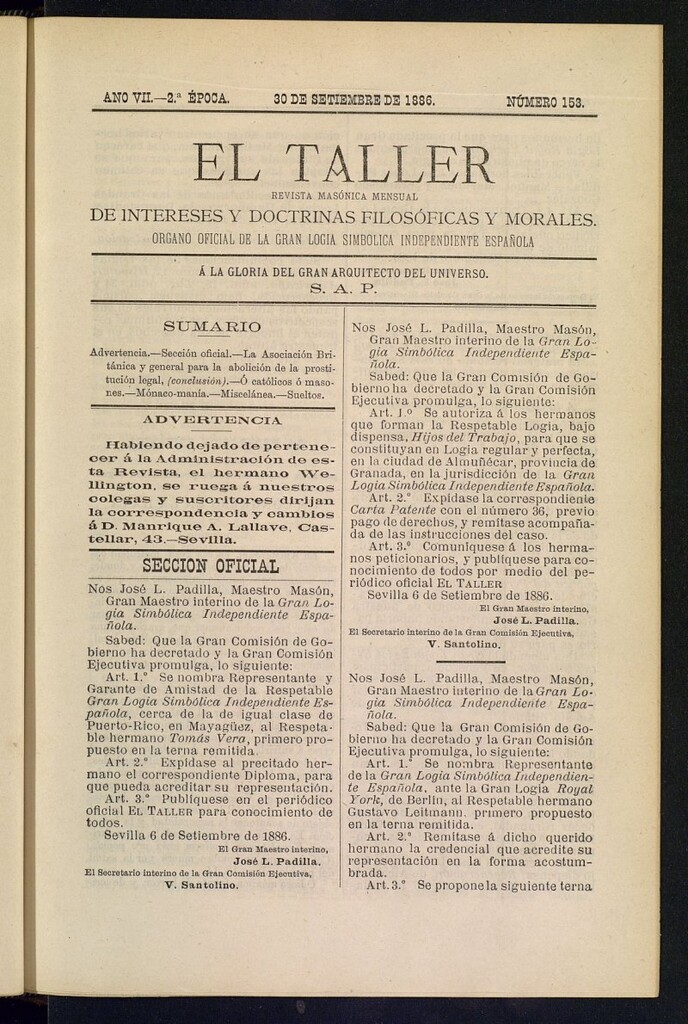 AÑO VII.—2.ª ÉPOCA. 30 DE SETIEMBRE DE 1886. NÚMERO 153.
EL TALLER
REVISTA MASÓNICA MENSUAL
DE INTERESES Y DOCTRINAS FILOSÓFICAS Y MORALES.
ORGANO OFICIAL DE LA GRAN LOGIA SIMBOLICA INDEPENDIENTE ESPAÑOLA
Á LA GLORIA DEL GRAN ARQUITECTO DEL UNIVERSO.
S. A. P.
SUMARIO
Advertencia.—Sección oficial.—La Asociación Bri-
tánica y general para la abolición de la prosti-
tución legal, (conclusión).—Ó católicos ó maso-
nes.—Mónaco-manía.—Miscelánea.—Sueltos.
ADVERTENCIA
Habiendo dejado de pertene-
cer á la Administración de es-
ta Revista, el hermano We-
llington, se ruega á nuestros
colegas y suscritores dirijan
la correspondencia y cambios
á D. Manrique A. Lallave, Cas-
tellar, 43.—Sevilla.
SECCION OFICIAL
Nos José L. Padilla, Maestro Masón,
Gran Maestro interino de la Gran Lo-
gia Simbólica Independiente Espa-
ñola.
Sabed: Que la Gran Comisión de Go-
bierno ha decretado y la Gran Comisión
Ejecutiva promulga, lo siguiente:
Art. 1.º Se nombra Representante y
Garante de Amistad de la Respetable
Gran Logia Simbólica Independiente Es-
pañola, cerca de la de igual clase de
Puerto-Rico, en Mayagüez, al Respeta-
ble hermano Tomás Vera, primero pro-
puesto en la terna remitida.
Art. 2.º Expídase al precitado her-
mano el correspondiente Diploma, para
que pueda acreditar su representación.
Art. 3.º Publíquese en el periódico
oficial EL TALLER para conocimiento de
todos.
Sevilla 6 de Setiembre de 1886.
El Gran Maestro interino,
José L. Padilla.
El Secretario interino de la Gran Comisión Ejecutiva,
V. Santolino.
Nos José L. Padilla, Maestro Masón,
Gran Maestro interino de la Gran Lo-
gia Simbólica Independiente Espa-
ñola.
Sabed: Que la Gran Comisión de Go-
bierno ha decretado y la Gran Comisión
Ejecutiva promulga, lo siguiente:
Art. 1.º Se autoriza á los hermanos
que forman la Respetable Logia, bajo
dispensa, Hijos del Trabajo, para que se
constituyan en Logia regular y perfecta,
en la ciudad de Almuñécar, provincia de
Granada, en la jurisdicción de la Gran
Logia Simbólica Independiente Española.
Art. 2.º Expídase la correspondiente
Carta Patente con el número 36, previo
pago de derechos, y remítase acompaña-
da de las instrucciones del caso.
Art. 3.º Comuníquese á los herma-
nos peticionarios, y publíquese para co-
nocimiento de todos por medio del pe-
riódico oficial EL TALLER
Sevilla 6 de Setiembre de 1886.
El Gran Maestro interino,
José L. Padilla.
El Secretario interino de la Gran Comisión Ejecutiva,
V. Santolino.
Nos José L. Padilla, Maestro Masón,
Gran Maestro interino de la Gran Lo-
gia Simbólica Independiente Espa-
ñola.
Sabed: Que la Gran Comisión de Go-
bierno ha decretado y la Gran Comisión
Ejecutiva promulga, lo siguiente:
Art. 1.º Se nombra Representante
de la Gran Logia Simbólica Independien-
te Española, ante la Gran Logia Royal
York, de Berlin, al Respetable hermano
Gustavo Leitmann, primero propuesto
en la terna remitida.
Art. 2.º Remítase á dicho querido
hermano la credencial que acredite su
representación en la forma acostum-
brada.
Art. 3.º Se propone la siguiente terna